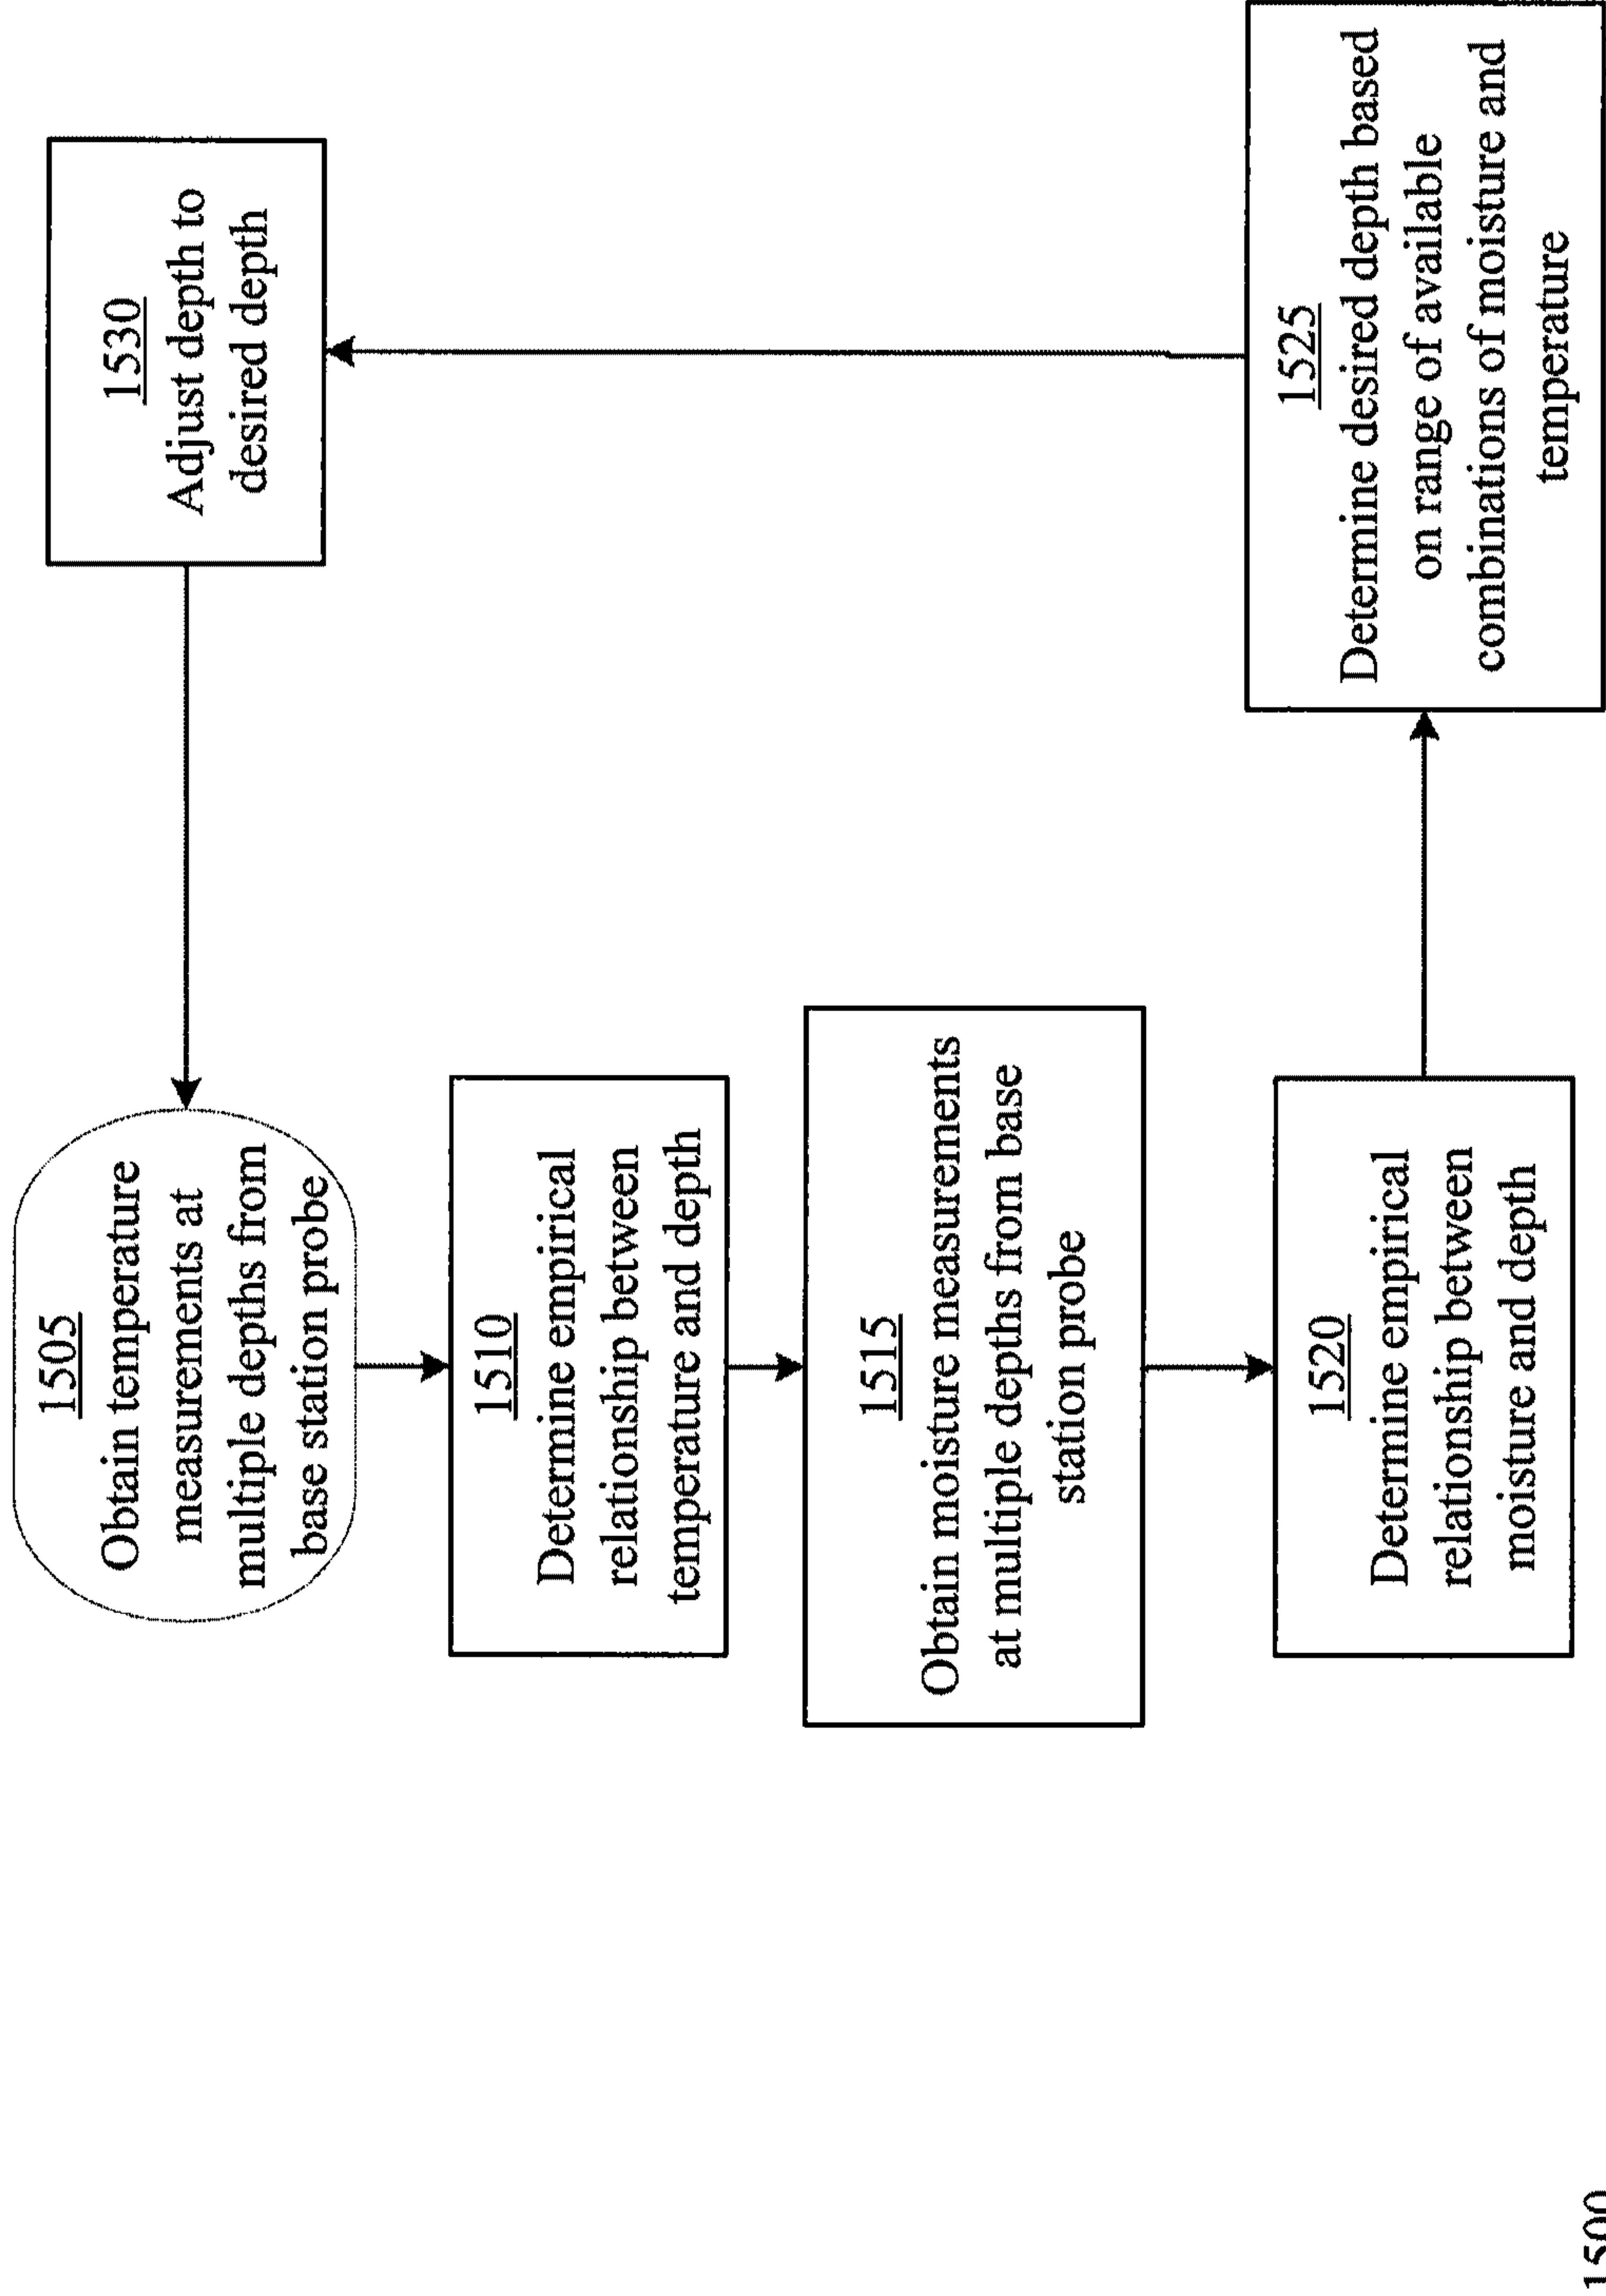 1505
Obtain temperature
measurements at
multiple depths from
base station probe
1510
Determine empirical
relationship between
temperature and depth
1515
Obtain moisture measurements
at multiple depths from base
station probe
1520
Determine empirical
relationship between
moisture and depth
1525
Determine desired depth based
on range of available
combinations of moisture and
temperature
1530
Adjust depth to
desired depth
1500